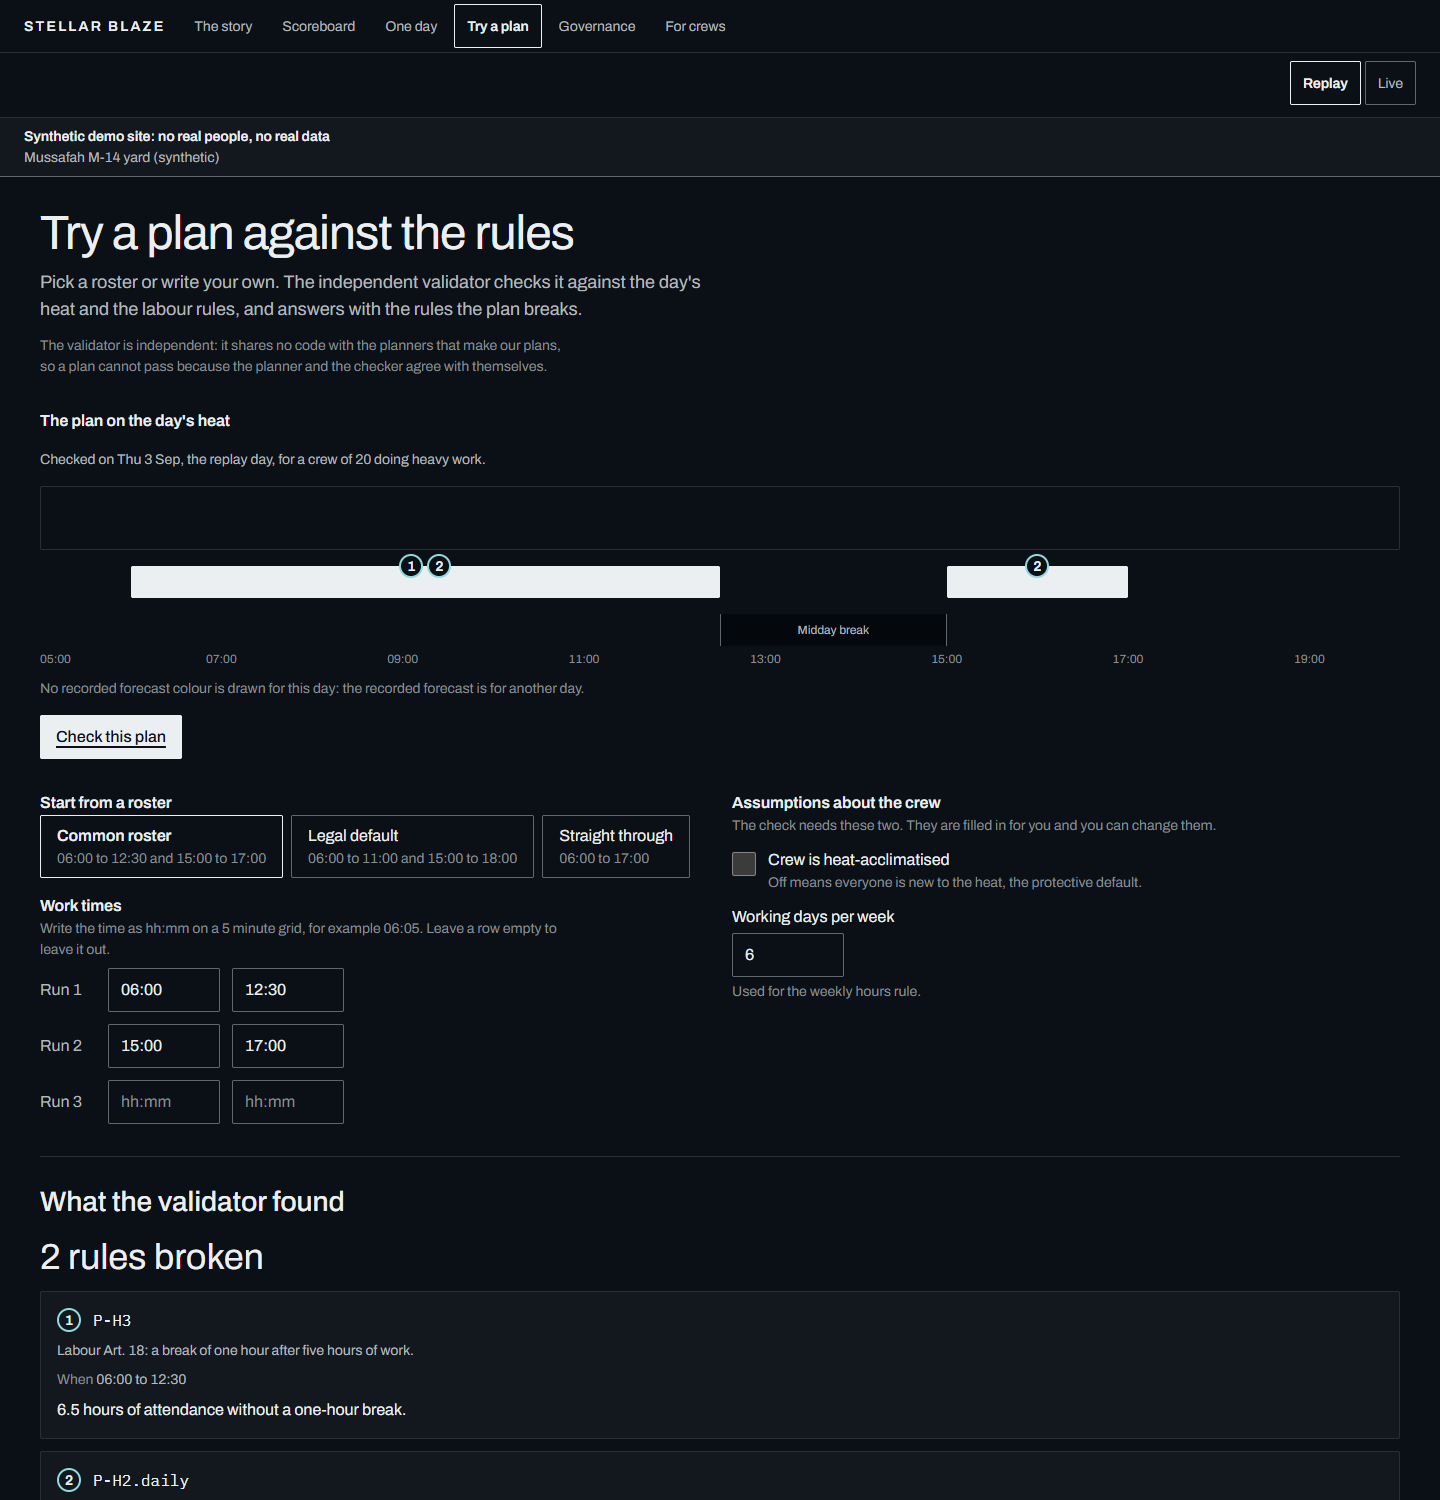 STELLAR BLAZE The story Scoreboard One day Try a plan Governance For crews
Replay Live
Synthetic demo site: no real people, no real data
Mussafah M-14 yard (synthetic)
Try a plan against the rules
Pick a roster or write your own. The independent validator checks it against the day's
heat and the labour rules, and answers with the rules the plan breaks.
The validator is independent: it shares no code with the planners that make our plans,
so a plan cannot pass because the planner and the checker agree with themselves.
The plan on the day's heat
Checked on Thu 3 Sep, the replay day, for a crew of 20 doing heavy work.
1 2 2
Midday break
05:00 07:00 09:00 11:00 13:00 15:00 17:00 19:00
No recorded forecast colour is drawn for this day: the recorded forecast is for another day.
Check this plan
Start from a roster
Common roster
06:00 to 12:30 and 15:00 to 17:00
Legal default
06:00 to 11:00 and 15:00 to 18:00
Straight through
06:00 to 17:00
Work times
Write the time as hh:mm on a 5 minute grid, for example 06:05. Leave a row empty to
leave it out.
Run 1 06:00 12:30
Run 2 15:00 17:00
Run 3 hh:mm hh:mm
Assumptions about the crew
The check needs these two. They are filled in for you and you can change them.
Crew is heat-acclimatised
Off means everyone is new to the heat, the protective default.
Working days per week
6
Used for the weekly hours rule.
What the validator found
2 rules broken
1 P-H3
Labour Art. 18: a break of one hour after five hours of work.
When 06:00 to 12:30
6.5 hours of attendance without a one-hour break.
2 P-H2.daily